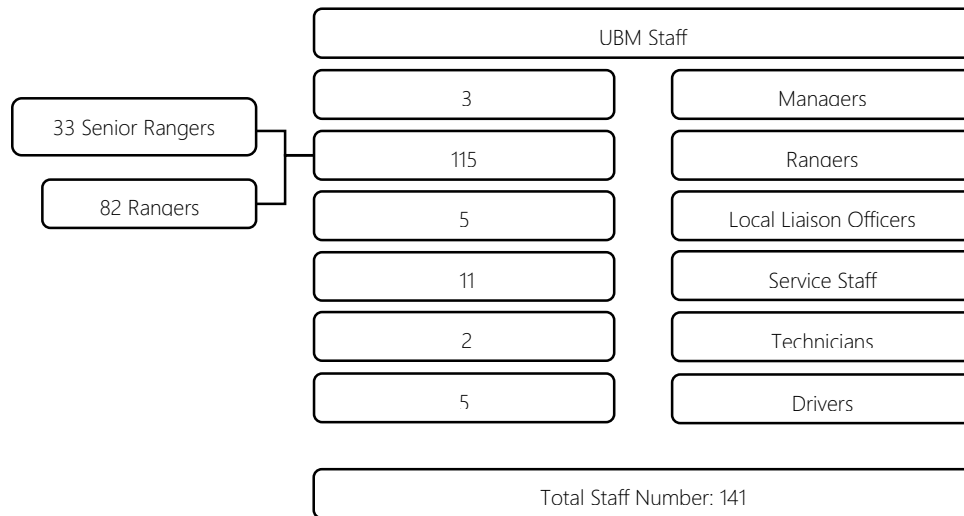 UBM Staff
3
Managers
33 Senior Rangers
115
Rangers
82 Rangers
5
Local Liaison Officers
11
Service Staff
2
Technicians
5
Drivers
Total Staff Number: 141